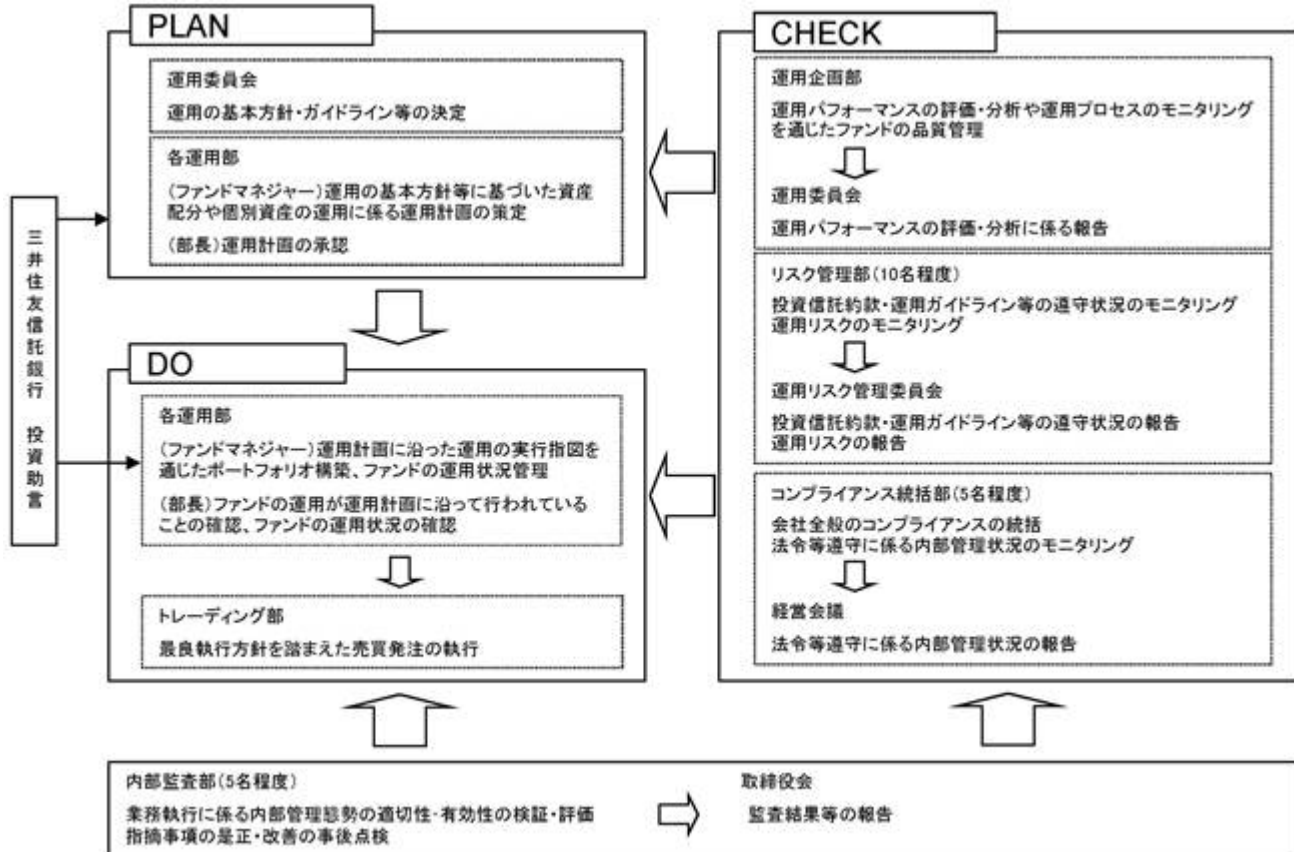 PLAN
運用委員会
運用の基本方針・ガイドライン等の決定
各運用部
(ファンドマネジャー)運用の基本方針等に基づいた資産
配分や個別資産の運用に係る運用計画の策定
(部長)運用計画の承認
三井住友信託銀行 投資助言
DO
各運用部
(ファンドマネジャー)運用計画に沿った運用の実行指図を
通じたポートフォリオ構築、ファンドの運用状況管理
(部長)ファンドの運用が運用計画に沿って行われている
ことの確認、ファンドの運用状況の確認
トレーディング部
最良執行方針を踏まえた売買発注の執行
CHECK
運用企画部
運用パフォーマンスの評価・分析や運用プロセスのモニタリング
を通じたファンドの品質管理
運用委員会
運用パフォーマンスの評価・分析に係る報告
リスク管理部(10名程度)
投資信託約款・運用ガイドライン等の遵守状況のモニタリング
運用リスクのモニタリング
運用リスク管理委員会
投資信託約款・運用ガイドライン等の遵守状況の報告
運用リスクの報告
コンプライアンス統括部(5名程度)
会社全般のコンプライアンスの統括
法令等遵守に係る内部管理状況のモニタリング
経営会議
法令等遵守に係る内部管理状況の報告
内部監査部(5名程度)
業務執行に係る内部管理態勢の適切性・有効性の検証・評価
指摘事項の是正・改善の事後点検
取締役会
監査結果等の報告